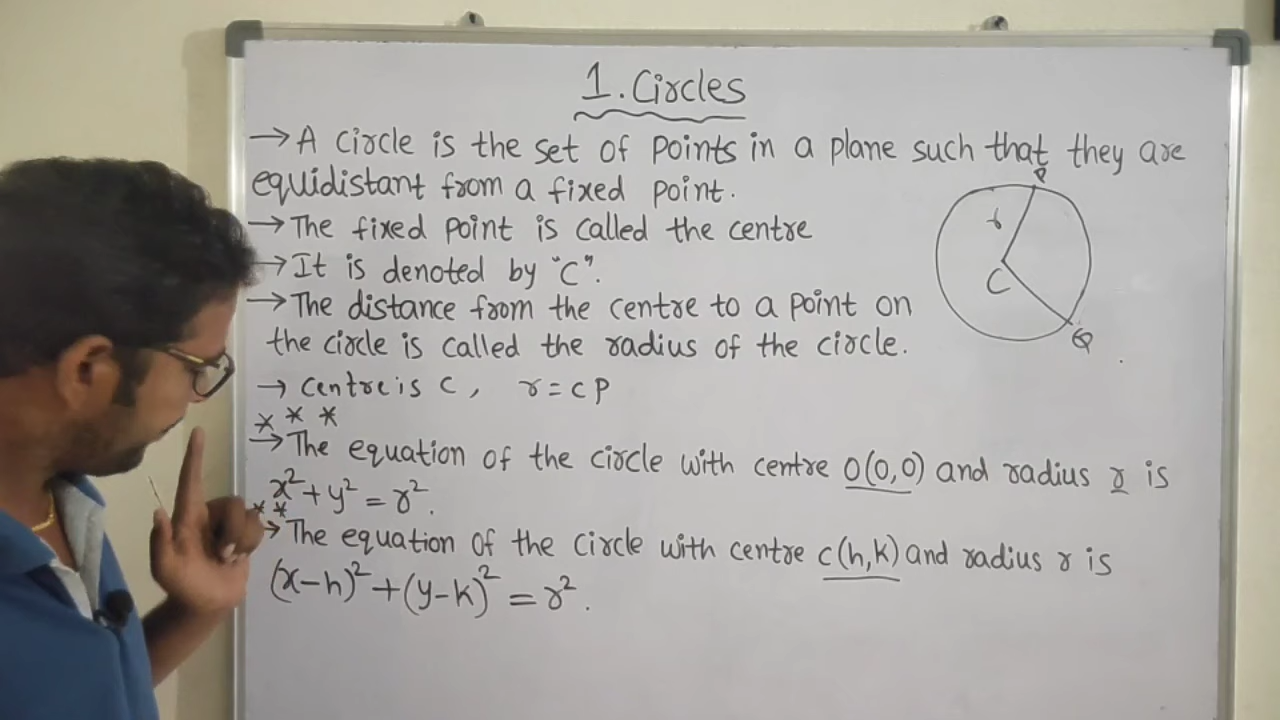 1. Circles
→ A circle is the set of points in a plane such that they are
equidistant from a fixed point.
→ The fixed point is called the centre
→ It is denoted by "C".
→ The distance from the centre to a point on
the circle is called the radius of the circle.
→ centre is C, r = CP
* * *
→ The equation of the circle with centre O(0,0) and radius r is
x² + y² = r².
* *
→ The equation of the circle with centre c(h,k) and radius r is
(x-h)² + (y-k)² = r².
P
r
C
Q